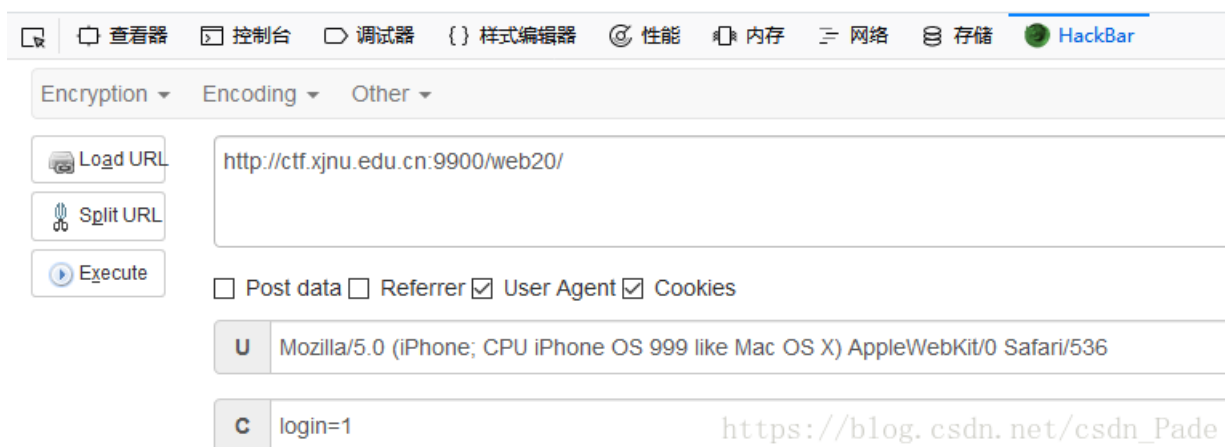 查看器 控制台 调试器 {} 样式编辑器 性能 内存 网络 存储 HackBar
Encryption Encoding Other
Load URL
http://ctf.xjnu.edu.cn:9900/web20/
Split URL
Execute
Post data Referrer User Agent Cookies
U Mozilla/5.0 (iPhone; CPU iPhone OS 999 like Mac OS X) AppleWebKit/0 Safari/536
C login=1
https://blog.csdn.net/csdn_Pade